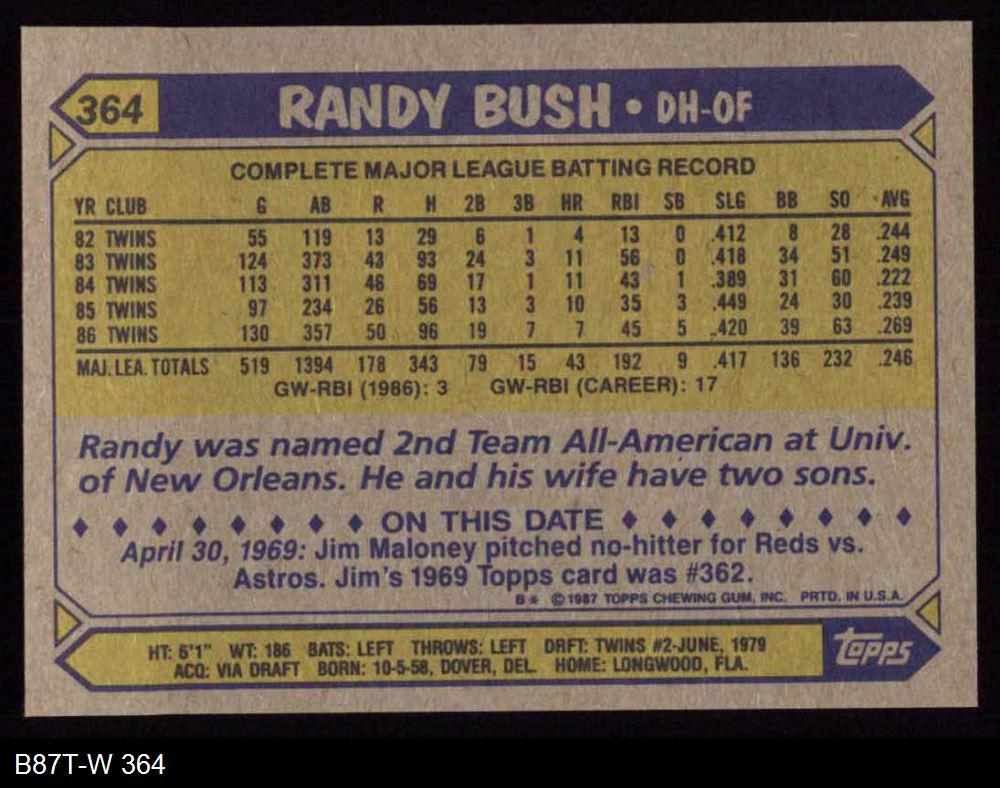 364 RANDY BUSH • DH-OF
COMPLETE MAJOR LEAGUE BATTING RECORD
YR CLUB G AB R H 2B 3B HR RBI SB SLG BB SO AVG
82 TWINS 55 119 13 29 6 1 4 13 0 .412 8 28 .244
83 TWINS 124 373 43 93 24 3 11 56 0 .418 34 51 .249
84 TWINS 113 311 46 69 17 1 11 43 1 .389 31 60 .222
85 TWINS 97 234 26 56 13 3 10 35 3 .449 24 30 .239
86 TWINS 130 357 50 96 19 7 7 45 5 .420 39 63 .269
MAJ. LEA. TOTALS 519 1394 178 343 79 15 43 192 9 .417 136 232 .246
GW-RBI (1986): 3 GW-RBI (CAREER): 17
Randy was named 2nd Team All-American at Univ.
of New Orleans. He and his wife have two sons.
♦ ♦ ♦ ♦ ♦ ♦ ♦ ♦ ON THIS DATE ♦ ♦ ♦ ♦ ♦ ♦ ♦ ♦
April 30, 1969: Jim Maloney pitched no-hitter for Reds vs.
Astros. Jim's 1969 Topps card was #362.
B* © 1987 TOPPS CHEWING GUM, INC. PRTD. IN U.S.A.
HT: 6'1" WT: 186 BATS: LEFT THROWS: LEFT DRFT: TWINS #2-JUNE, 1979
ACQ: VIA DRAFT BORN: 10-5-58, DOVER, DEL. HOME: LONGWOOD, FLA.
topps
B87T-W 364